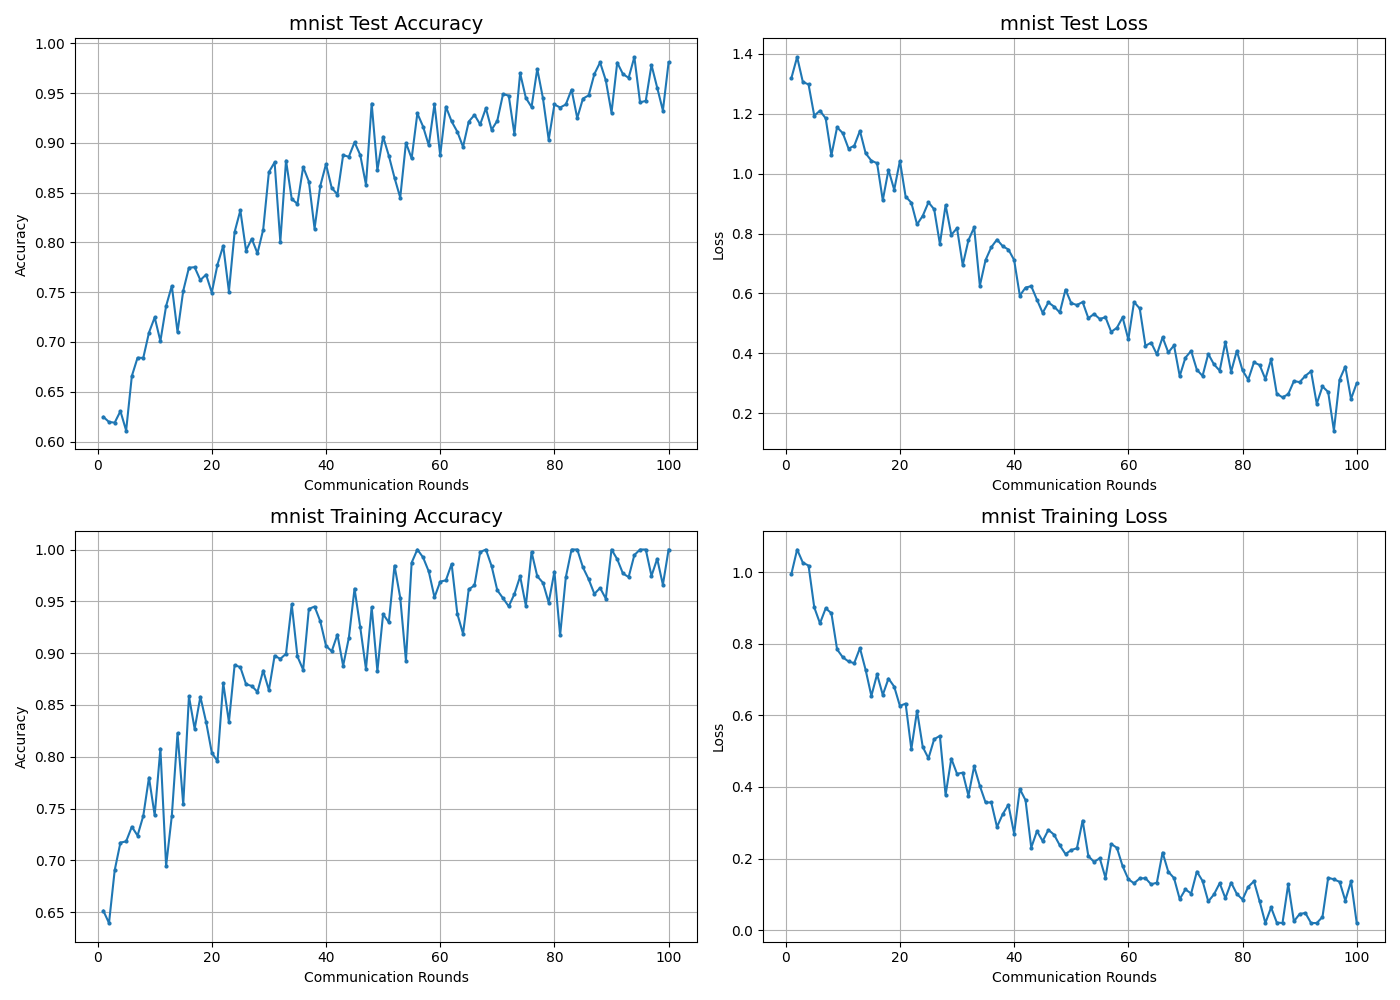 mnist Test Accuracy
Accuracy
1.00
0.95
0.90
0.85
0.80
0.75
0.70
0.65
0.60
0 20 40 60 80 100
Communication Rounds
mnist Test Loss
Loss
1.4
1.2
1.0
0.8
0.6
0.4
0.2
0 20 40 60 80 100
Communication Rounds
mnist Training Accuracy
Accuracy
1.00
0.95
0.90
0.85
0.80
0.75
0.70
0.65
0 20 40 60 80 100
Communication Rounds
mnist Training Loss
Loss
1.0
0.8
0.6
0.4
0.2
0.0
0 20 40 60 80 100
Communication Rounds